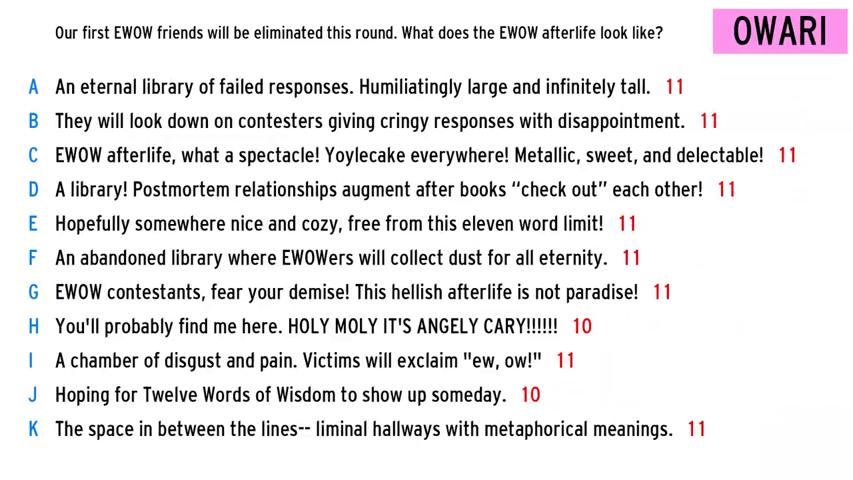 Our first EWOW friends will be eliminated this round. What does the EWOW afterlife look like?
OWARI
A An eternal library of failed responses. Humiliatingly large and infinitely tall. 11
B They will look down on contesters giving cringy responses with disappointment. 11
C EWOW afterlife, what a spectacle! Yoylecake everywhere! Metallic, sweet, and delectable! 11
D A library! Postmortem relationships augment after books “check out” each other! 11
E Hopefully somewhere nice and cozy, free from this eleven word limit! 11
F An abandoned library where EWOWers will collect dust for all eternity. 11
G EWOW contestants, fear your demise! This hellish afterlife is not paradise! 11
H You'll probably find me here. HOLY MOLY IT'S ANGELY CARY!!!!!! 10
I A chamber of disgust and pain. Victims will exclaim "ew, ow!" 11
J Hoping for Twelve Words of Wisdom to show up someday. 10
K The space in between the lines-- liminal hallways with metaphorical meanings. 11